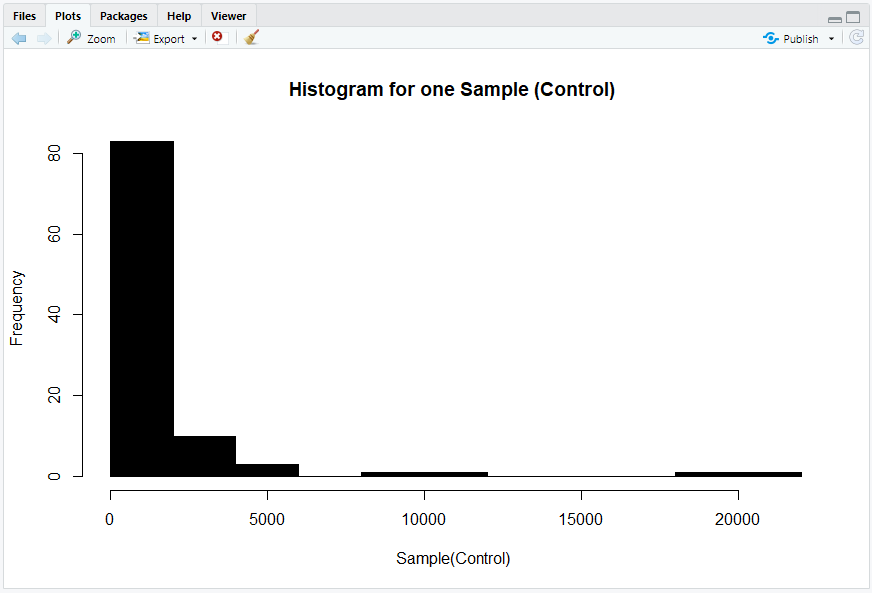 Files Plots Packages Help Viewer
Zoom Export Publish
Histogram for one Sample (Control)
Frequency
80
60
40
20
0
0 5000 10000 15000 20000
Sample(Control)